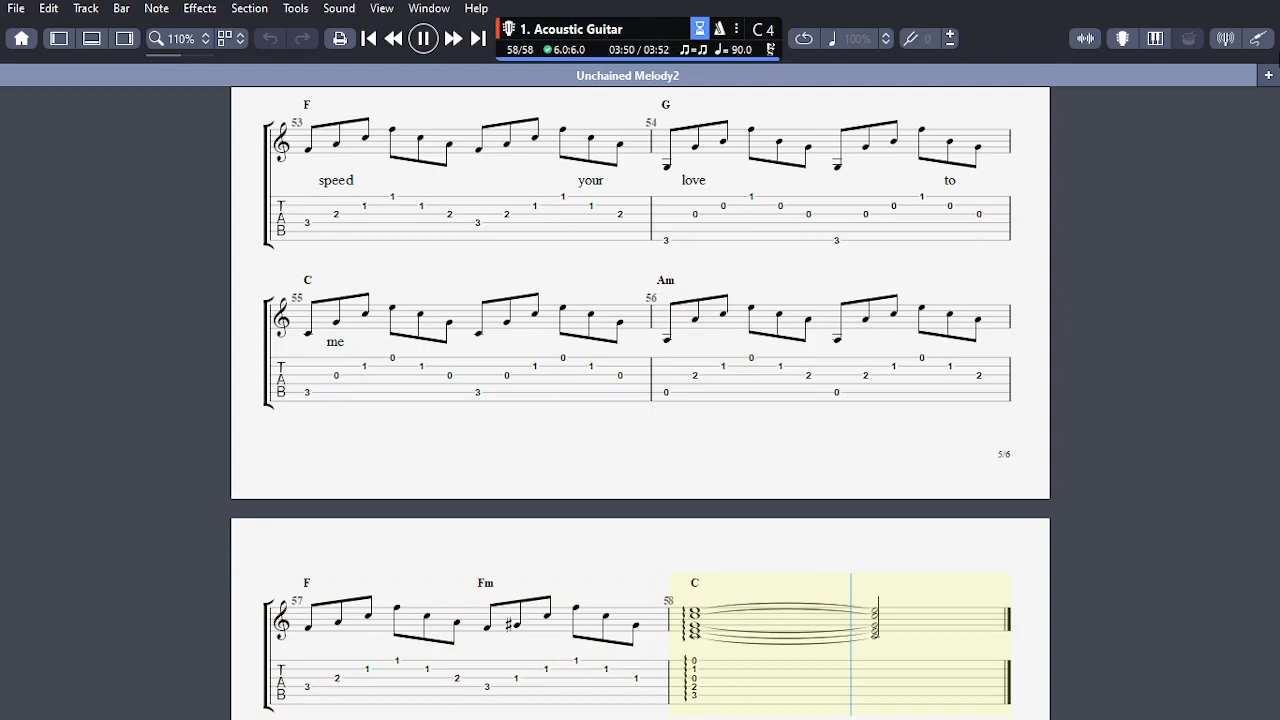 File Edit Track Bar Note Effects Section Tools Sound View Window Help
110% 1. Acoustic Guitar C 4 100% 0
58/58 6.0:6.0 03:50 / 03:52 ♫=♫ ♩= 90.0
Unchained Melody2 +
F G
53 54
speed your love to
1 1 1 1
1 1 1 1 0 0 0 0
2 2 2 2 0 0 0 0
3 3
3 3
C Am
55 56
me
0 0 0 0
1 1 1 1 1 1 1 1
0 0 0 0 2 2 2 2
3 3 0 0
5/6
F Fm C
57 58
T 1 1 0
A 1 1 1 1 1
B 2 2 1 1 0
3 3 2
3